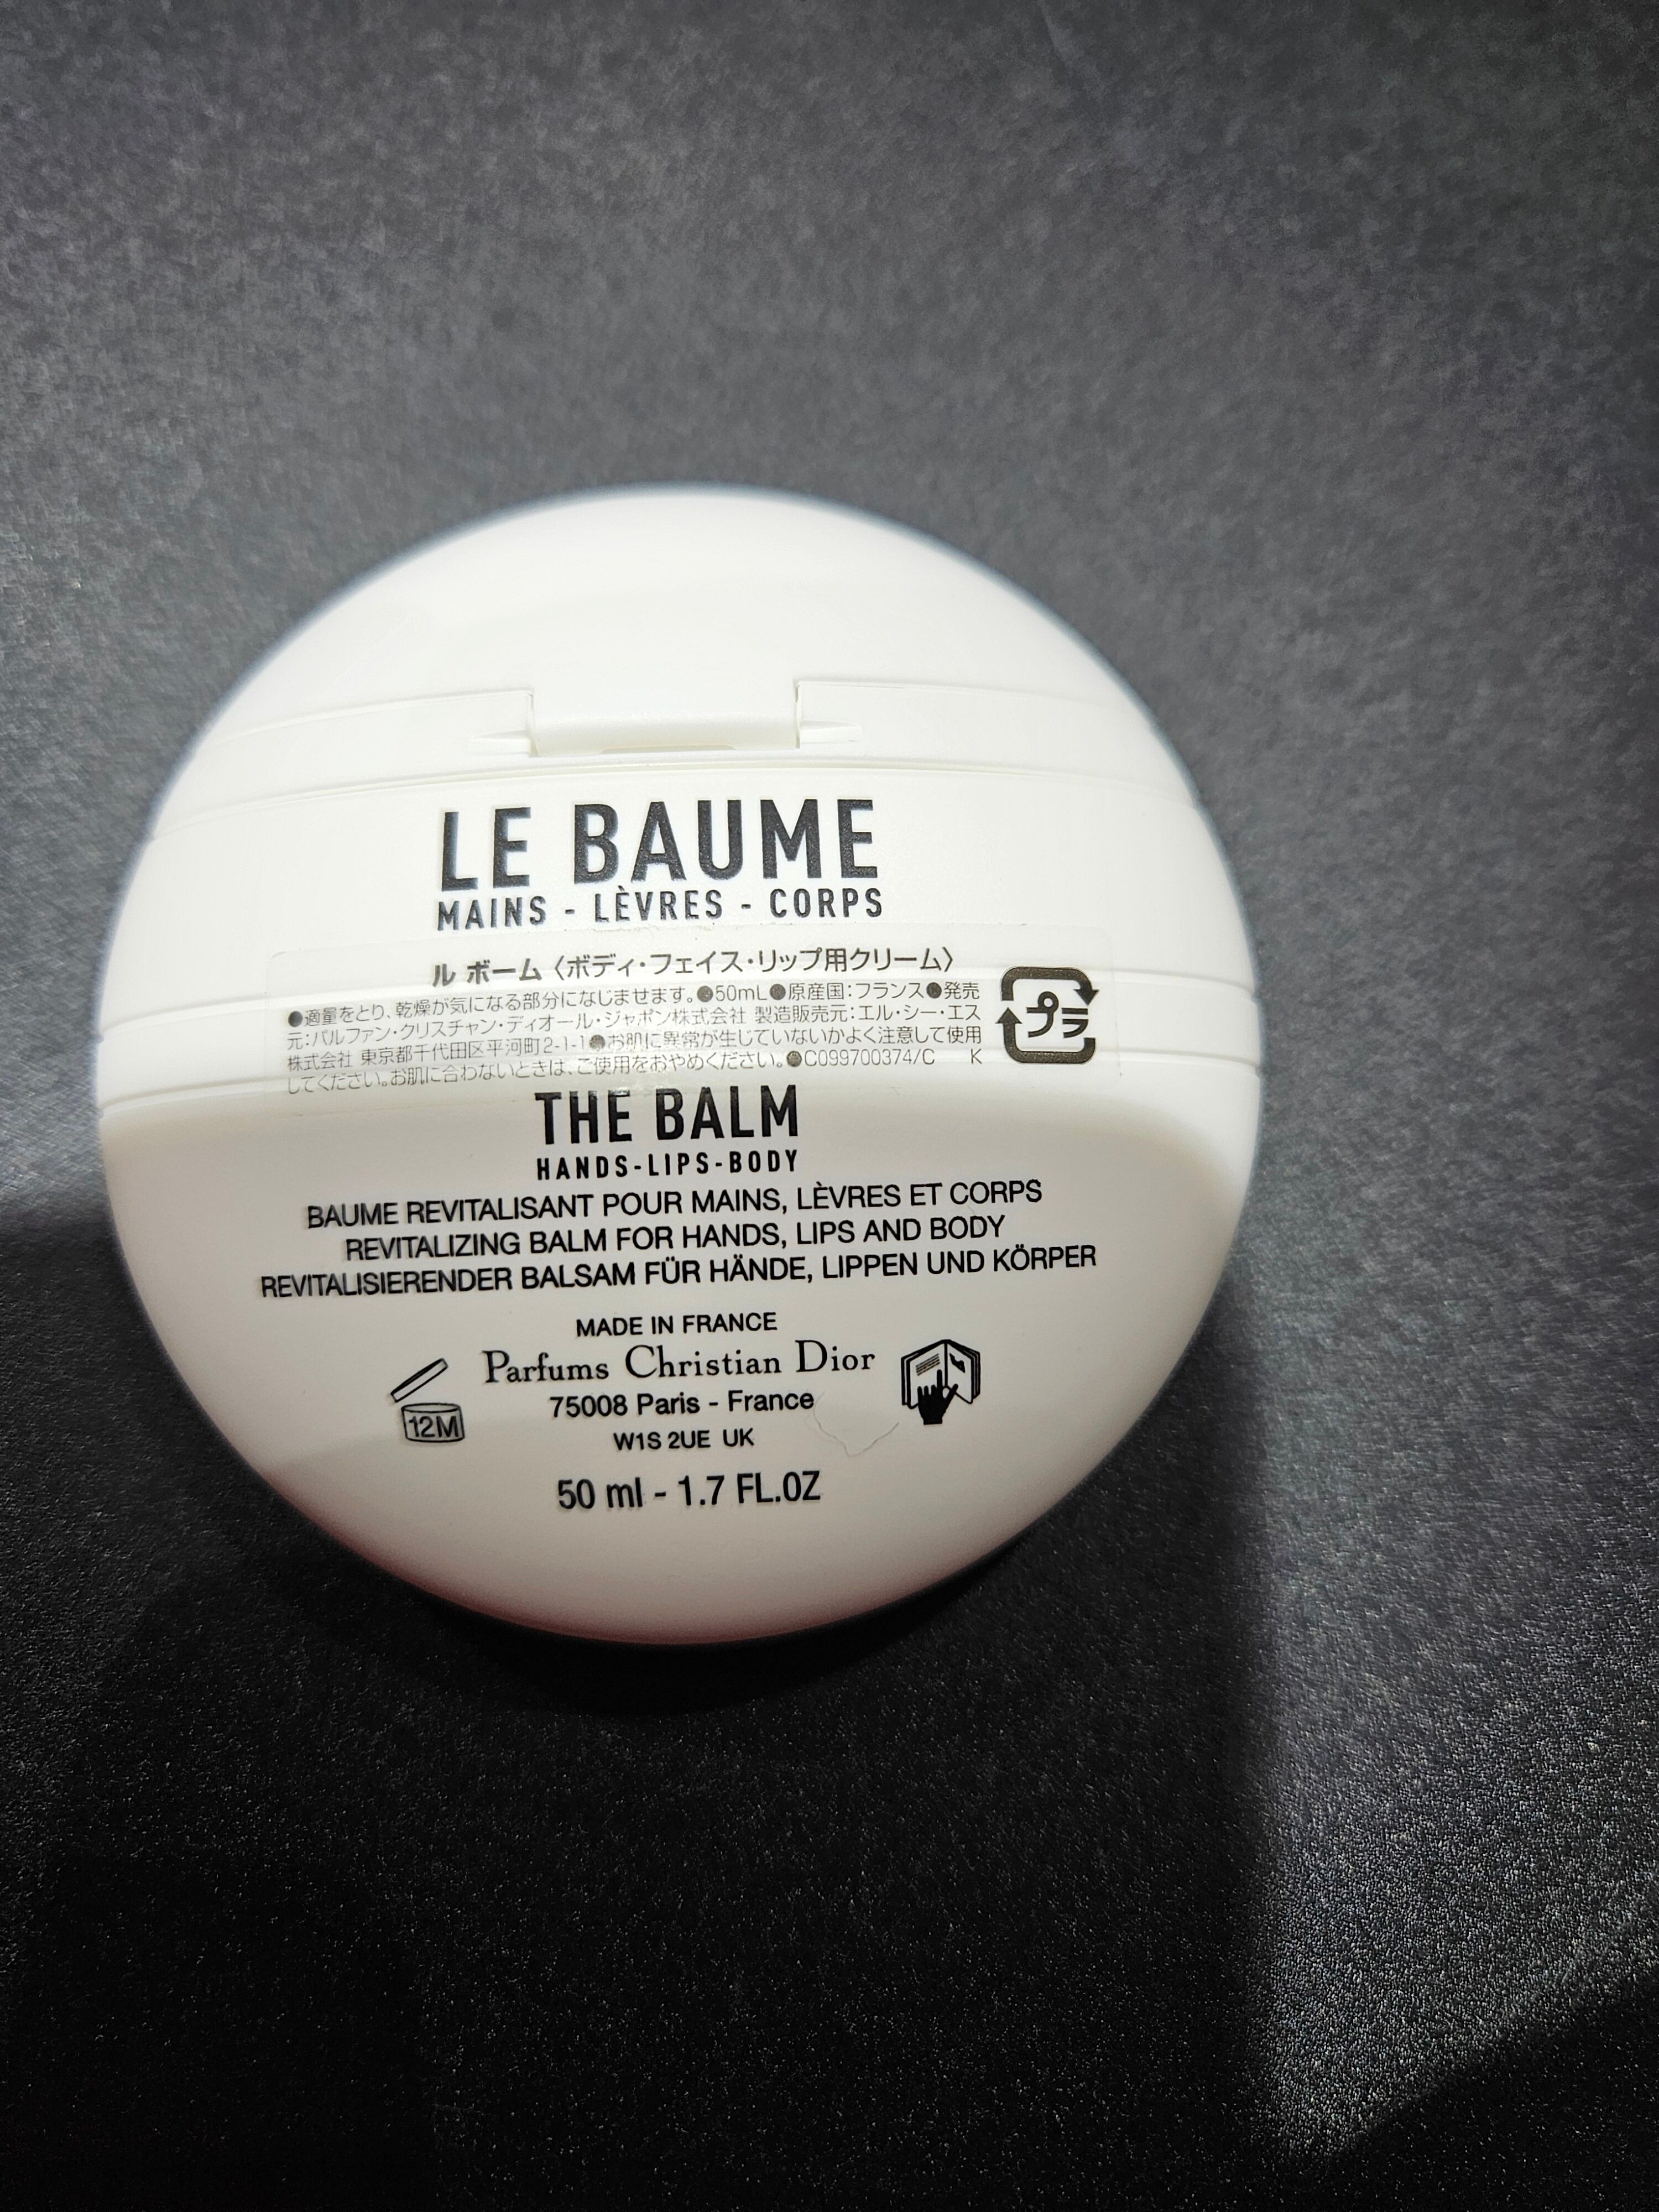 LE BAUME
MAINS - LÈVRES - CORPS
ル ボーム〈ボディ・フェイス・リップ用クリーム〉
●適量をとり、乾燥が気になる部分になじませます。●50mL●原産国：フランス●発売
元：パルファン・クリスチャン・ディオール・ジャポン株式会社 製造販売元：エル・シー・エス
株式会社 東京都千代田区平河町2-1-1●お肌に異常が生じていないかよく注意して使用
してください。お肌に合わないときは、ご使用をおやめください。●C099700374/C K
プラ
THE BALM
HANDS-LIPS-BODY
BAUME REVITALISANT POUR MAINS, LÈVRES ET CORPS
REVITALIZING BALM FOR HANDS, LIPS AND BODY
REVITALISIERENDER BALSAM FÜR HÄNDE, LIPPEN UND KÖRPER
MADE IN FRANCE
Parfums Christian Dior
75008 Paris - France
12M
W1S 2UE UK
50 ml - 1.7 FL.OZ